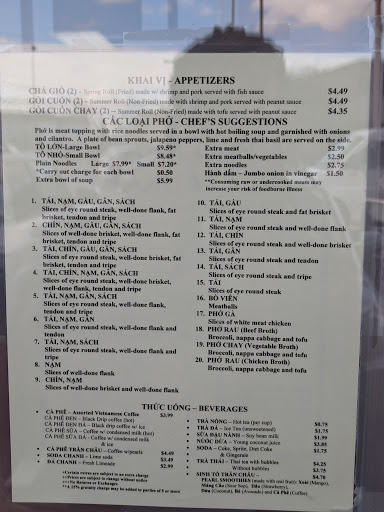 KHAI VỊ - APPETIZERS
CHẢ GIÒ (2) – Spring Roll (Fried) made w/ shrimp and pork served with fish sauce $4.49
GOI CUỐN (2) – Summer Roll (Non-Fried) made with shrimp and pork served with peanut sauce $4.49
GOI CUỐN CHAY (2) – Summer Roll (Non-Fried) made with tofu served with peanut sauce $4.35
CÁC LOẠI PHỞ - CHEF'S SUGGESTIONS
Phở is meat topping with rice noodles served in a bowl with hot boiling soup and garnished with onions
and cilantro. A plate of bean sprouts, jalapeno peppers, lime and fresh thai basil are served on the side.
TÔ LỚN-Large Bowl $9.59*
TÔ NHỎ-Small Bowl $8.48*
Plain Noodles Large $7.99* Small $7.20*
*Carry out charge for each bowl $0.50
Extra bowl of soup $5.99
Extra meat $2.99
Extra meatballs/vegetables $2.50
Extra noodles $2.75
Hành dấm – Jumbo onion in vinegar $1.50
**Consuming raw or undercooked meats may
increase your risk of foodborne illness
1. TÁI, NẠM, GẦU, GÂN, SÁCH
Slices of eye round steak, well-done flank, fat
brisket, tendon and tripe
2. CHÍN, NẠM, GẦU, GÂN, SÁCH
Slices of well-done brisket, well-done flank, fat
brisket, tendon and tripe
3. TÁI, CHÍN, GẦU, GÂN, SÁCH
Slices of eye round steak, well-done brisket, fat
brisket, tendon and tripe
4. TÁI, CHÍN, NẠM, GÂN, SÁCH
Slices of eye round steak, well-done brisket,
well-done flank, tendon and tripe
5. TÁI, NẠM, GÂN, SÁCH
Slices of eye round steak, well-done flank,
tendon and tripe
6. TÁI, NẠM, GÂN
Slices of eye round steak, well-done flank and
tendon
7. TÁI, NẠM, SÁCH
Slices of eye round steak, well-done flank and
tripe
8. NẠM
Slices of well-done flank
9. CHÍN, NẠM
Slices of well-done brisket and well-done flank
10. TÁI, GẦU
Slices of eye round steak and fat brisket
11. TÁI, NẠM
Slices of eye round steak and well-done flank
12. TÁI, CHÍN
Slices of eye round steak and well-done brisket
13. TÁI, GÂN
Slices of eye round steak and tendon
14. TÁI, SÁCH
Slices of eye round steak and tripe
15. TÁI
Slices of eye round steak
16. BÒ VIÊN
Meatballs
17. PHỞ GÀ
Slices of white meat chicken
18. PHỞ RAU (Beef Broth)
Broccoli, nappa cabbage and tofu
19. PHỞ CHAY (Vegetable Broth)
Broccoli, nappa cabbage and tofu
20. PHỞ RAU (Chicken Broth)
Broccoli, nappa cabbage and tofu
THỨC UỐNG – BEVERAGES
• CÀ PHÊ – Assorted Vietnamese Coffee $3.99
CÀ PHÊ ĐEN – Black Drip coffee (hot)
CÀ PHÊ ĐEN ĐÁ – Black drip coffee w/ ice
CÀ PHÊ SỮA – Coffee w/ condensed milk (hot)
CÀ PHÊ SỮA ĐÁ – Coffee w/ condensed milk
& ice
• CÀ PHÊ TRÂN CHÂU – Coffee w/pearls $4.49
• SODA CHANH – Lime soda $3.49
• ĐÁ CHANH – Fresh Limeade $2.99
• TRÀ NÓNG – Hot tea (per cup) $0.75
• TRÀ ĐÁ – Ice Tea (unsweetened) $1.75
• SỮA ĐẬU NÀNH – Soy bean milk $1.99
• NƯỚC DỪA – Young coconut juice $3.05
• SODA – Coke, Sprite, Diet Coke $1.75
& Gingerale
• TRÀ THÁI – Thai tea with bubbles $4.25
Without bubbles $3.75
• SINH TỐ TRÂN CHÂU $4.70
PEARL SMOOTHIES (made with real fruit): Xoài (Mango),
Mãng Cầu (Sour Sop), Dâu (Strawberry),
Dừa (Coconut), Bơ (Avocado) and Cà Phê (Coffee).